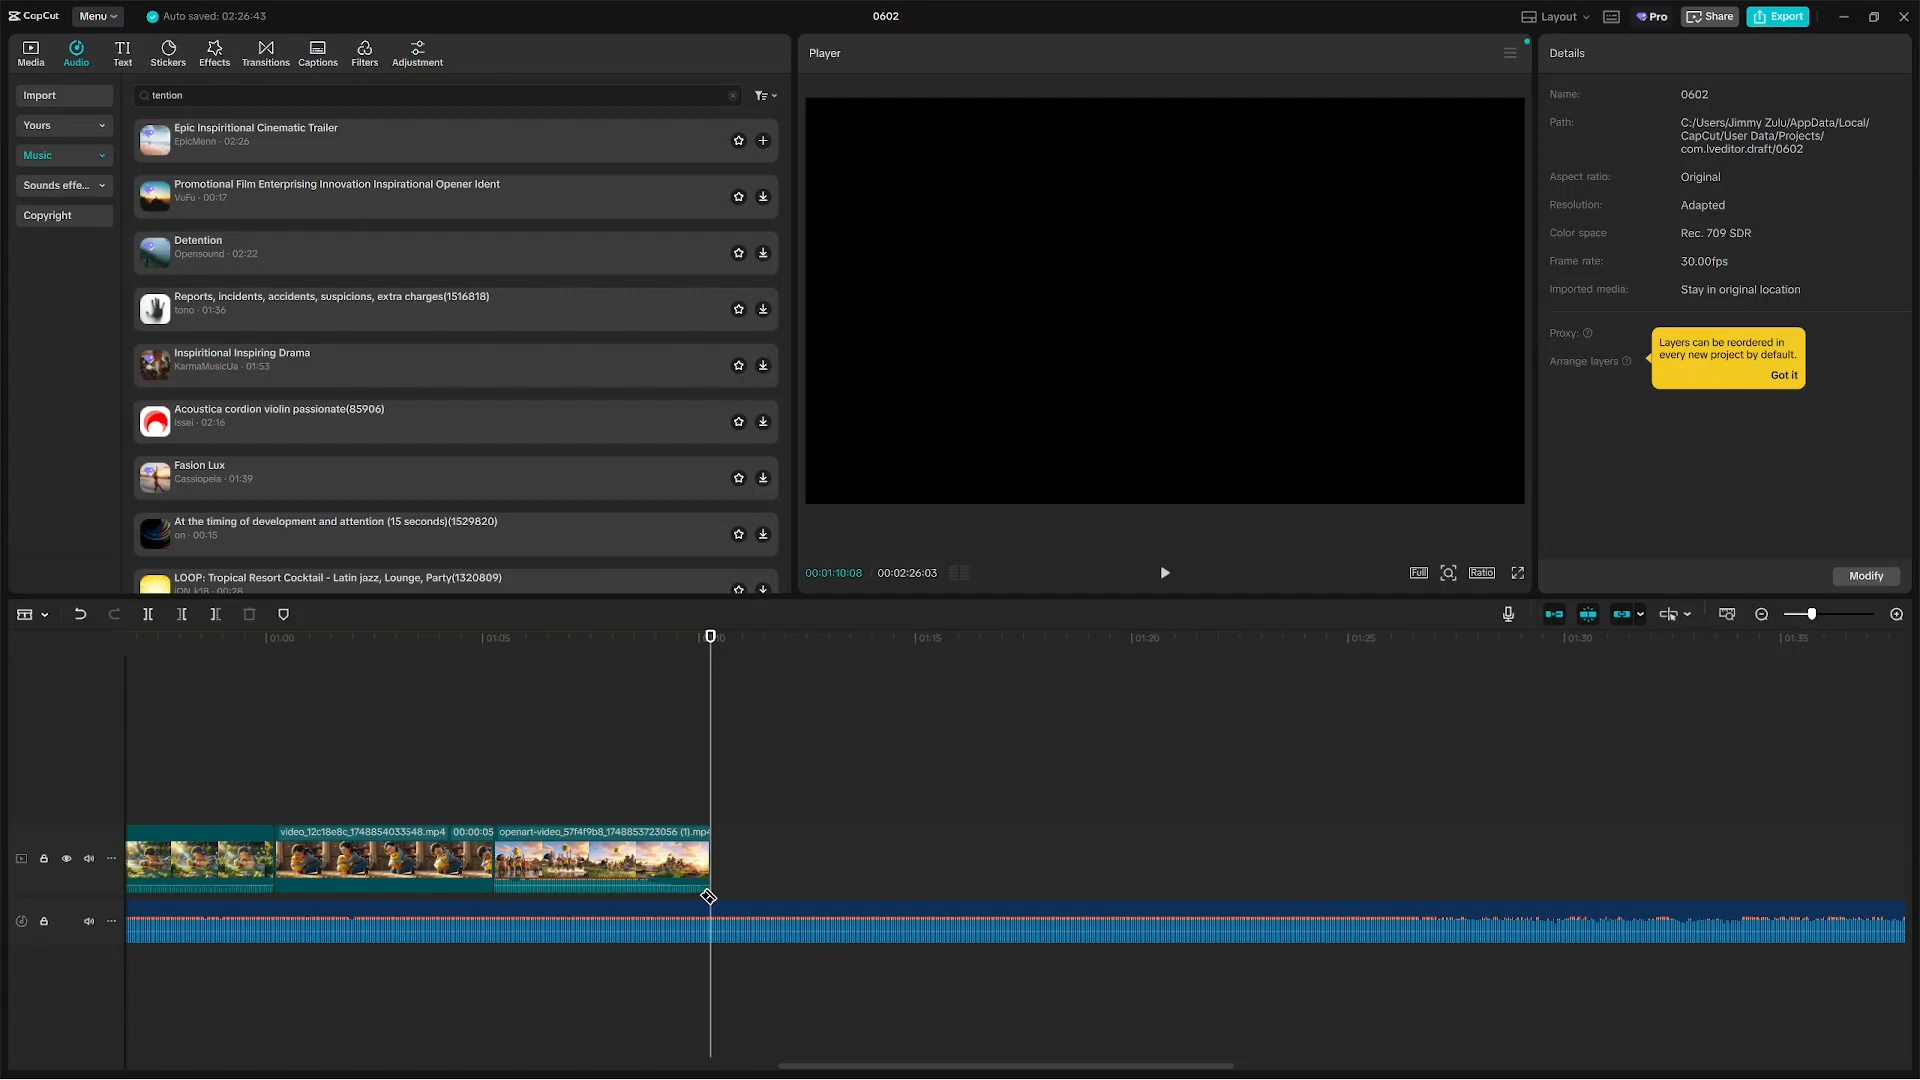 CapCut
Menu
Auto saved: 02:26:43
0602
Layout
Pro
Share
Export
Media
Audio
Text
Stickers
Effects
Transitions
Captions
Filters
Adjustment
Import
Yours
Music
Sounds effe...
Copyright
tention
Epic Inspiritional Cinematic Trailer
EpicMenn · 02:26
Promotional Film Enterprising Innovation Inspirational Opener Ident
VuFu · 00:17
Detention
Opensound · 02:22
Reports, incidents, accidents, suspicions, extra charges(1516818)
tono · 01:36
Inspiritional Inspiring Drama
KarmaMusicUa · 01:53
Acoustica cordion violin passionate(85906)
Issei · 02:16
Fasion Lux
Cassiopeia · 01:39
At the timing of development and attention (15 seconds)(1529820)
on · 00:15
LOOP: Tropical Resort Cocktail - Latin jazz, Lounge, Party(1320809)
Player
00:01:10:08
00:02:26:03
Full
Ratio
Details
Name:
0602
Path:
C:/Users/Jimmy Zulu/AppData/Local/
CapCut/User Data/Projects/
com.lveditor.draft/0602
Aspect ratio:
Original
Resolution:
Adapted
Color space
Rec. 709 SDR
Frame rate:
30.00fps
Imported media:
Stay in original location
Proxy:
Arrange layers
Layers can be reordered in
every new project by default.
Got it
Modify
01:00
01:05
01:15
01:20
01:25
01:30
01:35
video_12c18e8c_1748854033548.mp4 00:00:05
openart-video_57f4f9b8_1748853723056 (1).mp4